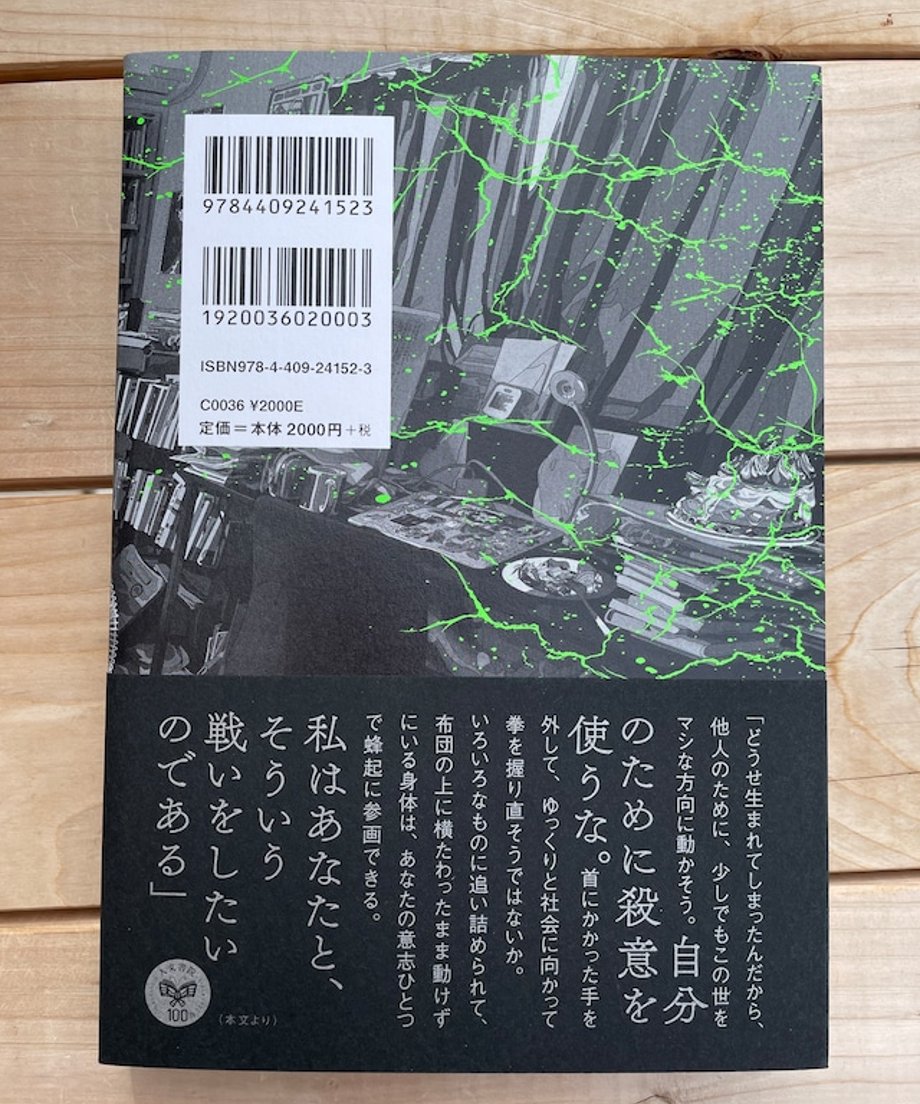 9784409241523
1920036020003
ISBN978-4-409-24152-3
C0036 ¥2000E
定価＝本体 2000円＋税
「どうせ生まれてしまったんだから、
他人のために、少しでもこの世を
マシな方向に動かそう。自分
のために殺意を
使うな。首にかかった手を
外して、ゆっくりと社会に向かって
拳を握り直そうではないか。
いろいろなものに追い詰められて、
布団の上に横たわったまま動けず
にいる身体は、あなたの意志ひとつ
で蜂起に参画できる。
私はあなたと、
そういう
戦いをしたい
のである」
（本文より）
人文書院
100